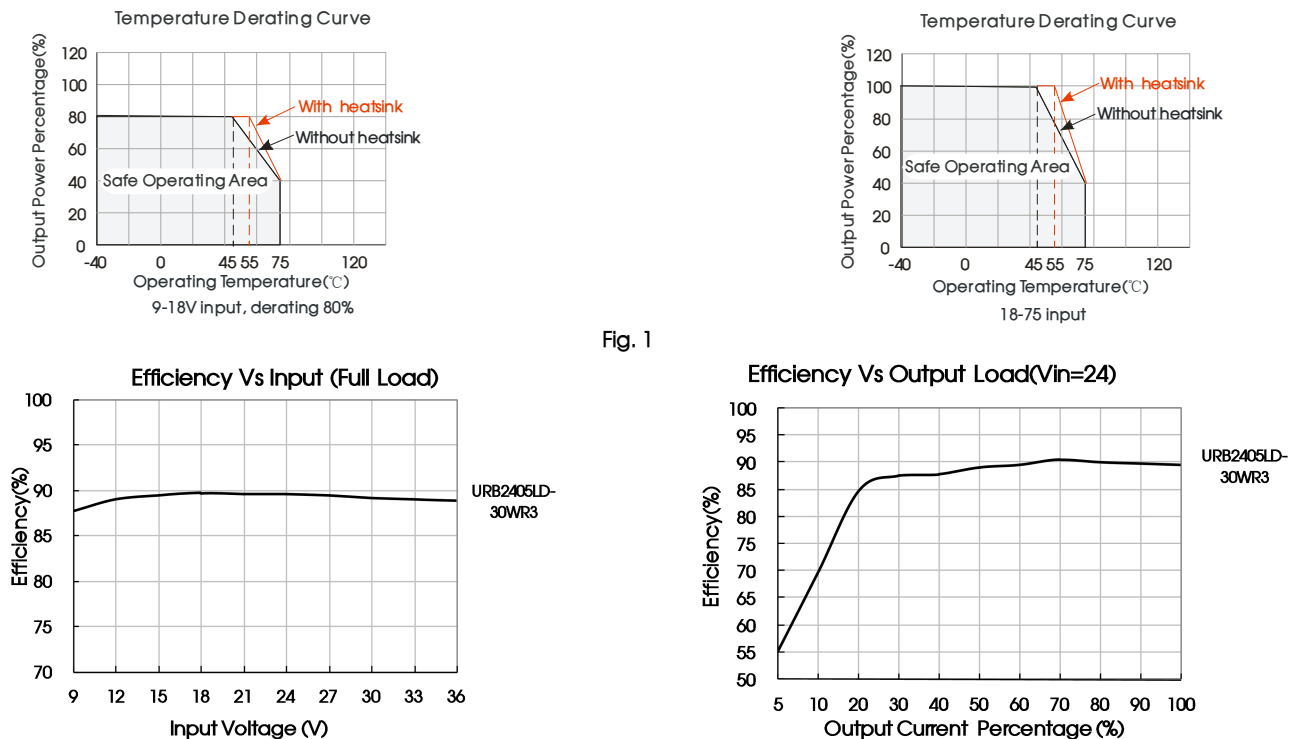 Temperature Derating Curve
Output Power Percentage(%)
120
100
80
60
40
20
0
With heatsink
Without heatsink
Safe Operating Area
-40
0
45
55
75
120
Operating Temperature(℃)
9-18V input, derating 80%
Temperature Derating Curve
Output Power Percentage(%)
120
100
80
60
40
20
0
With heatsink
Without heatsink
Safe Operating Area
-40
0
45
55
75
120
Operating Temperature(℃)
18-75 input
Fig. 1
Efficiency Vs Input (Full Load)
Efficiency(%)
100
95
90
85
80
75
70
9
12
15
18
21
24
27
30
33
36
Input Voltage (V)
URB2405LD-
30WR3
Efficiency Vs Output Load(Vin=24)
Efficiency(%)
100
95
90
85
80
75
70
65
60
55
50
5
10
20
30
40
50
60
70
80
90
100
Output Current Percentage (%)
URB2405LD-
30WR3